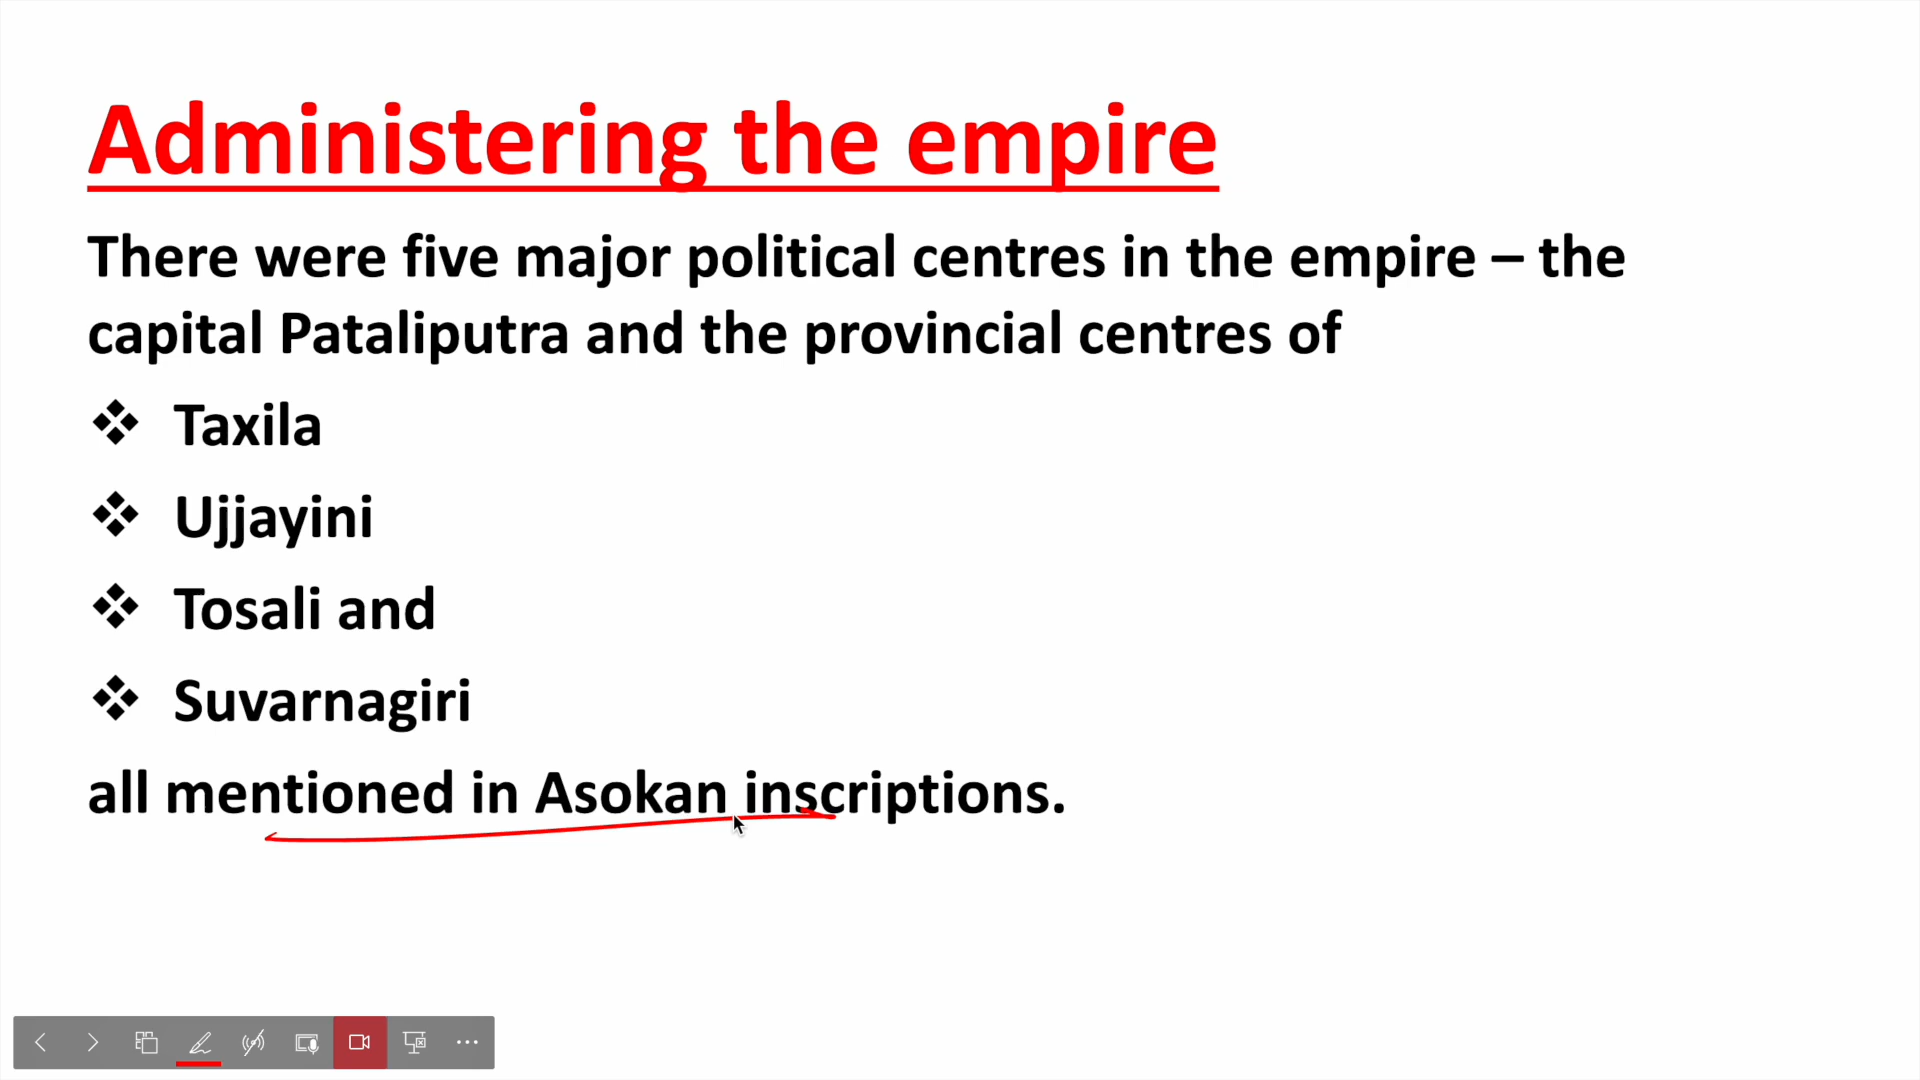 Administering the empire
There were five major political centres in the empire – the
capital Pataliputra and the provincial centres of
❖ Taxila
❖ Ujjayini
❖ Tosali and
❖ Suvarnagiri
all mentioned in Asokan inscriptions.